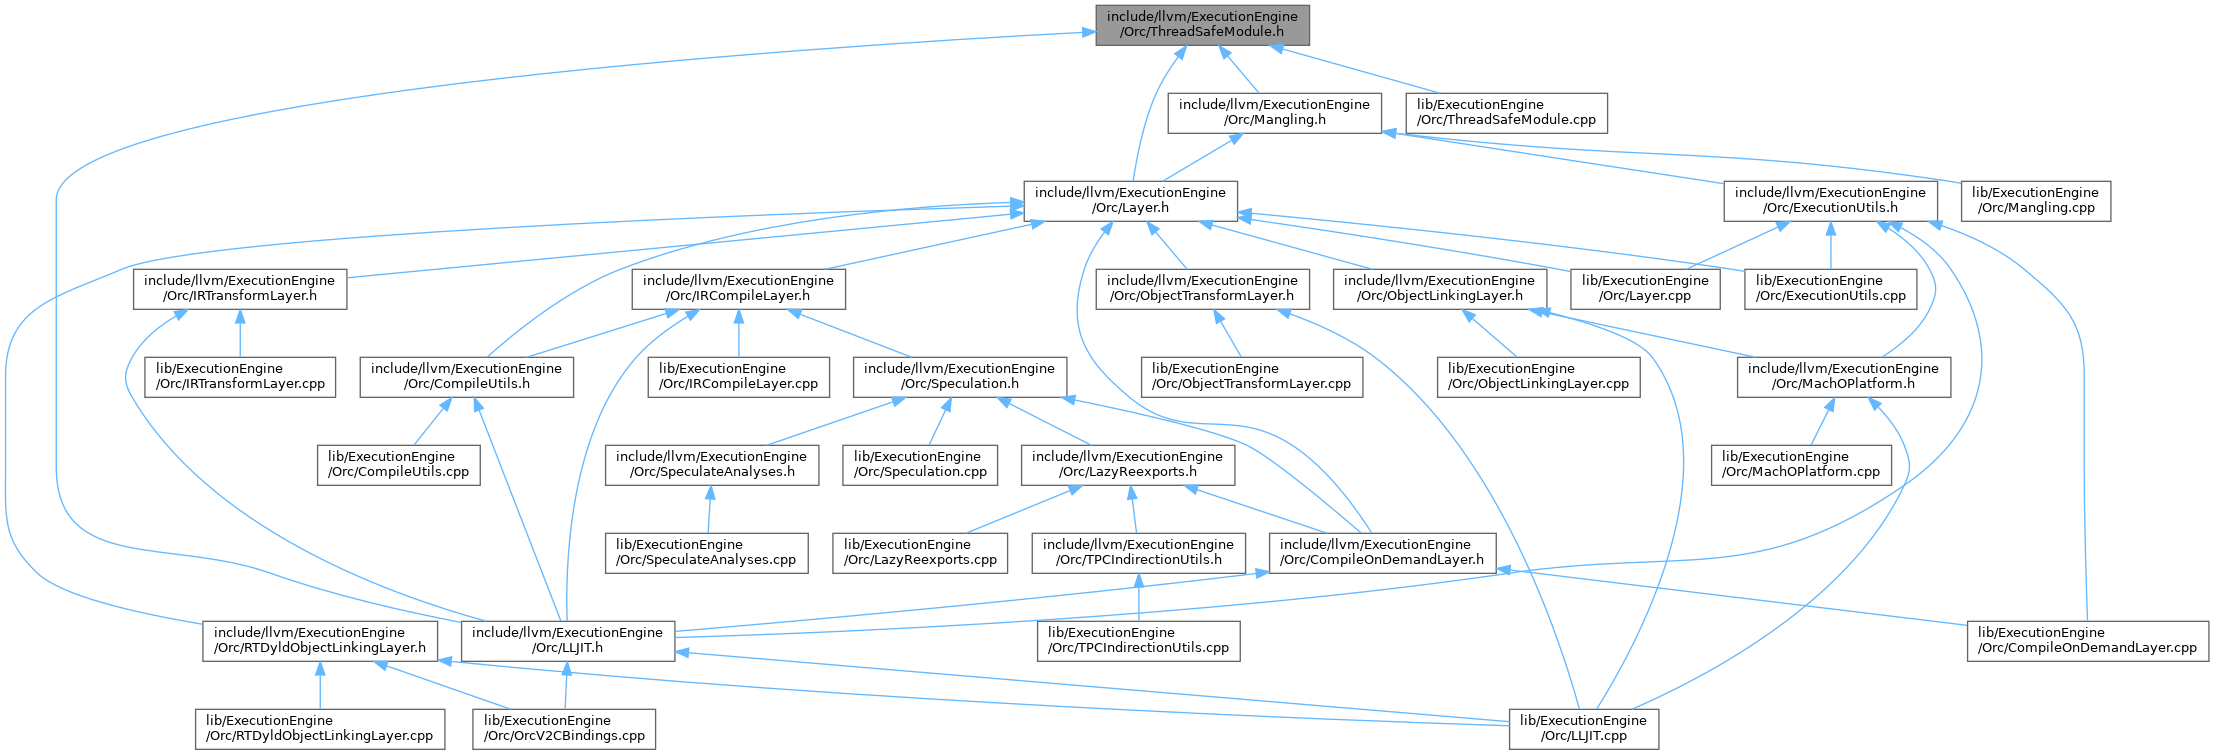 include/llvm/ExecutionEngine
/Orc/ThreadSafeModule.h
include/llvm/ExecutionEngine
/Orc/Mangling.h
lib/ExecutionEngine
/Orc/ThreadSafeModule.cpp
include/llvm/ExecutionEngine
/Orc/Layer.h
include/llvm/ExecutionEngine
/Orc/ExecutionUtils.h
lib/ExecutionEngine
/Orc/Mangling.cpp
include/llvm/ExecutionEngine
/Orc/IRTransformLayer.h
include/llvm/ExecutionEngine
/Orc/IRCompileLayer.h
include/llvm/ExecutionEngine
/Orc/ObjectTransformLayer.h
include/llvm/ExecutionEngine
/Orc/ObjectLinkingLayer.h
lib/ExecutionEngine
/Orc/Layer.cpp
lib/ExecutionEngine
/Orc/ExecutionUtils.cpp
lib/ExecutionEngine
/Orc/IRTransformLayer.cpp
include/llvm/ExecutionEngine
/Orc/CompileUtils.h
lib/ExecutionEngine
/Orc/IRCompileLayer.cpp
include/llvm/ExecutionEngine
/Orc/Speculation.h
lib/ExecutionEngine
/Orc/ObjectTransformLayer.cpp
lib/ExecutionEngine
/Orc/ObjectLinkingLayer.cpp
include/llvm/ExecutionEngine
/Orc/MachOPlatform.h
lib/ExecutionEngine
/Orc/CompileUtils.cpp
include/llvm/ExecutionEngine
/Orc/SpeculateAnalyses.h
lib/ExecutionEngine
/Orc/Speculation.cpp
include/llvm/ExecutionEngine
/Orc/LazyReexports.h
lib/ExecutionEngine
/Orc/MachOPlatform.cpp
lib/ExecutionEngine
/Orc/SpeculateAnalyses.cpp
lib/ExecutionEngine
/Orc/LazyReexports.cpp
include/llvm/ExecutionEngine
/Orc/TPCIndirectionUtils.h
include/llvm/ExecutionEngine
/Orc/CompileOnDemandLayer.h
include/llvm/ExecutionEngine
/Orc/RTDyldObjectLinkingLayer.h
include/llvm/ExecutionEngine
/Orc/LLJIT.h
lib/ExecutionEngine
/Orc/TPCIndirectionUtils.cpp
lib/ExecutionEngine
/Orc/CompileOnDemandLayer.cpp
lib/ExecutionEngine
/Orc/RTDyldObjectLinkingLayer.cpp
lib/ExecutionEngine
/Orc/OrcV2CBindings.cpp
lib/ExecutionEngine
/Orc/LLJIT.cpp